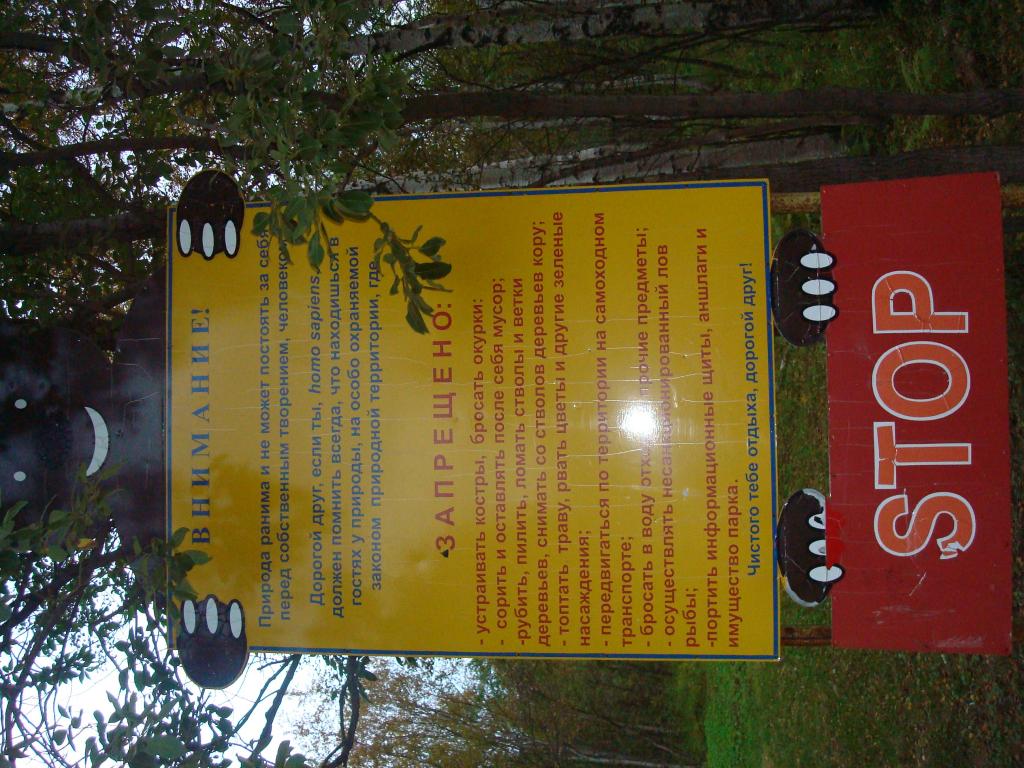 ВНИМАНИЕ!
Природа ранима и не может постоять за себя
перед собственным творением, человеком.
Дорогой друг, если ты, homo sapiens,
должен помнить всегда, что находишься в
гостях у природы, на особо охраняемой
законом природной территории, где
ЗАПРЕЩЕНО:
- устраивать костры, бросать окурки;
- сорить и оставлять после себя мусор;
-рубить, пилить, ломать стволы и ветки
деревьев, снимать со стволов деревьев кору;
- топтать траву, рвать цветы и другие зеленые
насаждения;
- передвигаться по территории на самоходном
транспорте;
- бросать в воду прочие предметы;
- осуществлять несанкционированный лов
рыбы;
-портить информационные щиты, аншлаги и
имущество парка.
Чистого тебе отдыха, дорогой друг!
STOP